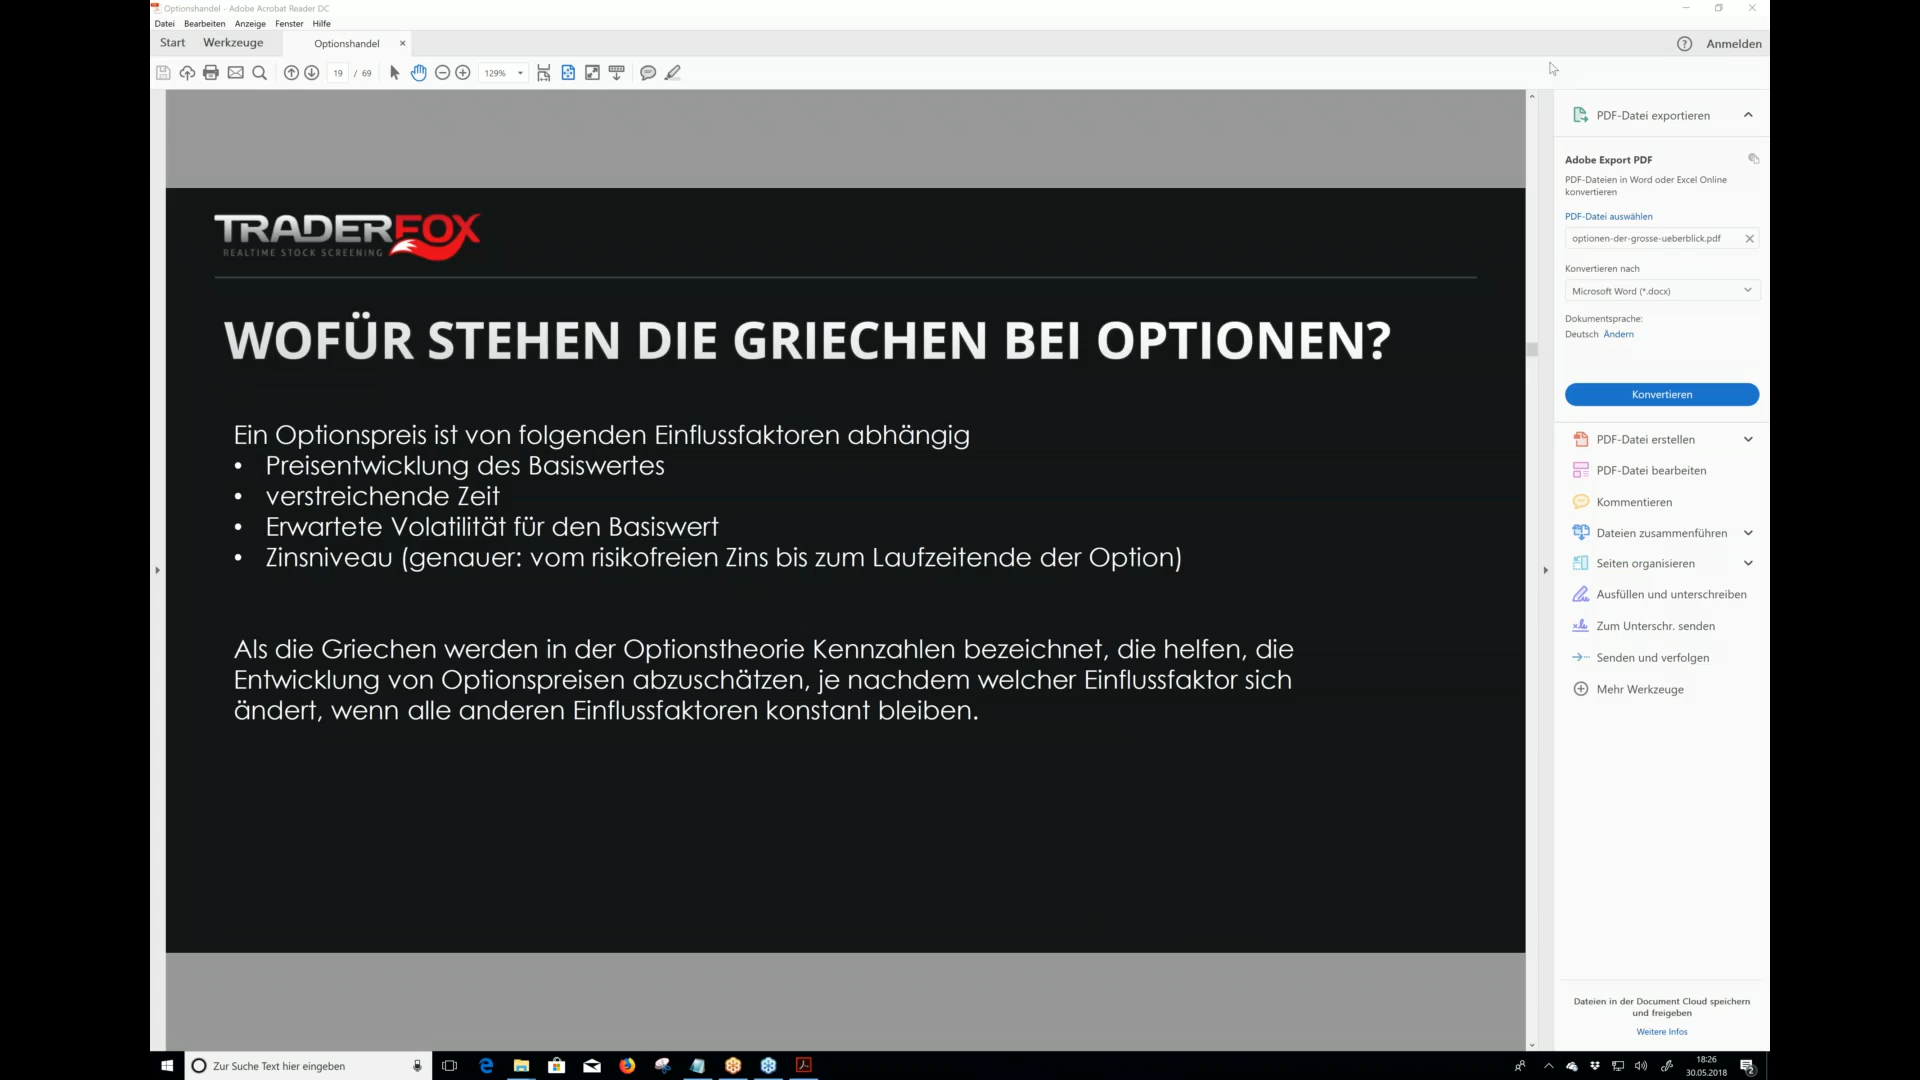 Optionshandel - Adobe Acrobat Reader DC
Datei Bearbeiten Anzeige Fenster Hilfe
Start Werkzeuge Optionshandel × Anmelden
19 / 69 129%
PDF-Datei exportieren
Adobe Export PDF
PDF-Dateien in Word oder Excel Online
konvertieren
PDF-Datei auswählen
optionen-der-grosse-ueberblick.pdf
Konvertieren nach
Microsoft Word (*.docx)
Dokumentsprache:
Deutsch Ändern
Konvertieren
PDF-Datei erstellen
PDF-Datei bearbeiten
Kommentieren
Dateien zusammenführen
Seiten organisieren
Ausfüllen und unterschreiben
Zum Unterschr. senden
Senden und verfolgen
Mehr Werkzeuge
Dateien in der Document Cloud speichern
und freigeben
Weitere Infos
TRADERFOX
REALTIME STOCK SCREENING
WOFÜR STEHEN DIE GRIECHEN BEI OPTIONEN?
Ein Optionspreis ist von folgenden Einflussfaktoren abhängig
• Preisentwicklung des Basiswertes
• verstreichende Zeit
• Erwartete Volatilität für den Basiswert
• Zinsniveau (genauer: vom risikofreien Zins bis zum Laufzeitende der Option)
Als die Griechen werden in der Optionstheorie Kennzahlen bezeichnet, die helfen, die
Entwicklung von Optionspreisen abzuschätzen, je nachdem welcher Einflussfaktor sich
ändert, wenn alle anderen Einflussfaktoren konstant bleiben.
Zur Suche Text hier eingeben
18:26
30.05.2018
2